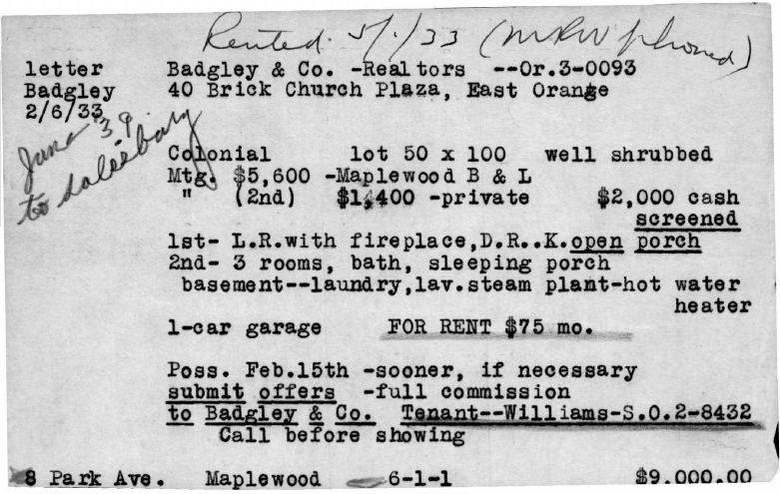 Rented 5/1/33 (MRW phoned)
letter Badgley & Co. -Realtors --Or.3-0093
Badgley 40 Brick Church Plaza, East Orange
2/6/33
June '39
to Salesbury
Colonial lot 50 x 100 well shrubbed
Mtg. $5,600 -Maplewood B & L
" (2nd) $1,400 -private $2,000 cash
screened
1st- L.R.with fireplace,D.R..K.open porch
2nd- 3 rooms, bath, sleeping porch
basement--laundry,lav.steam plant-hot water
heater
1-car garage FOR RENT $75 mo.
Poss. Feb.15th -sooner, if necessary
submit offers -full commission
to Badgley & Co. Tenant--Williams-S.O.2-8432
Call before showing
8 Park Ave. Maplewood 6-1-1 $9,000.00